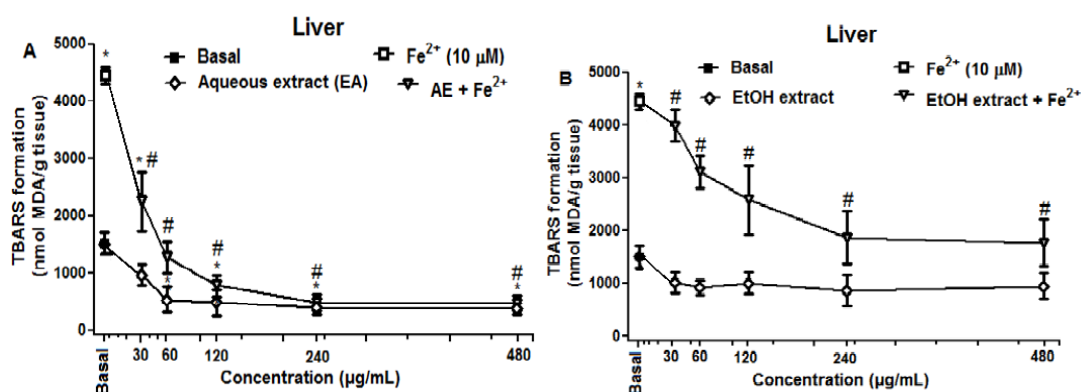 Liver
A
Basal
Fe²⁺ (10 µM)
Aqueous extract (EA)
AE + Fe²⁺
TBARS formation
(nmol MDA/g tissue)
5000
4000
3000
2000
1000
0
* 
* #
#
*
#
*
#
*
#
*
Basal
30
60
120
240
480
Concentration (µg/mL)
Liver
B
Basal
Fe²⁺ (10 µM)
EtOH extract
EtOH extract + Fe²⁺
TBARS formation
(nmol MDA/g tissue)
5000
4000
3000
2000
1000
0
*
#
#
#
#
#
Basal
30
60
120
240
480
Concentration (µg/mL)